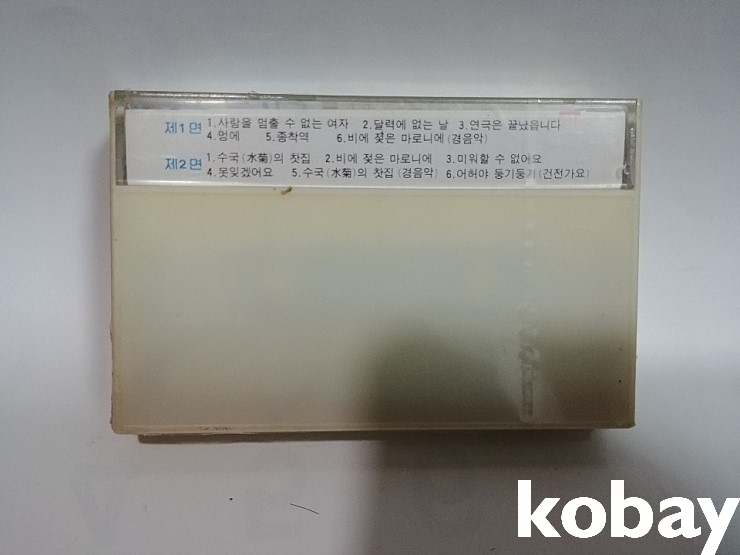 제1면 1.사랑을 멈출 수 없는 여자 2.달력에 없는 날 3.연극은 끝났읍니다
4.멍에 5.종착역 6.비에 젖은 마로니에(경음악)
제2면 1.수국(水菊)의 찻집 2.비에 젖은 마로니에 3.미워할 수 없어요
4.못잊겠어요 5.수국(水菊)의 찻집(경음악) 6.어허야 둥기둥기(건전가요)
kobay